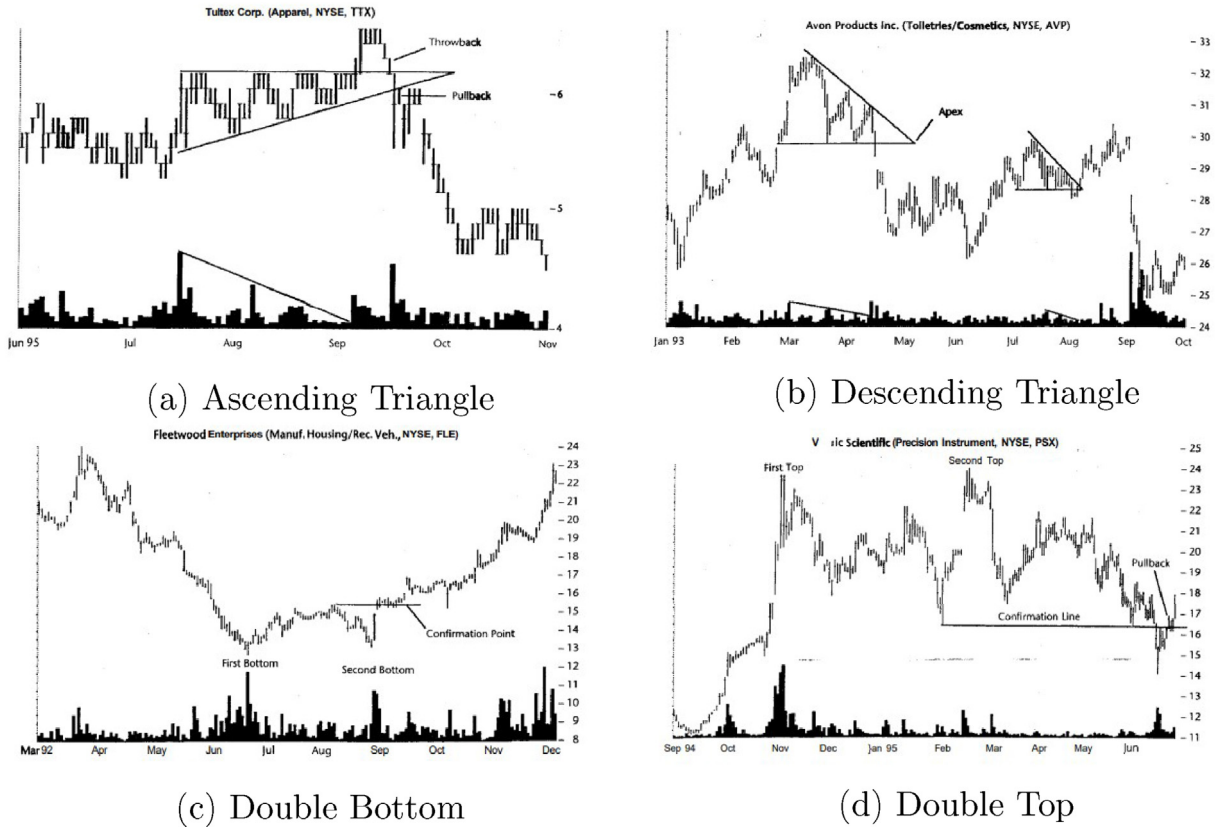 Tultex Corp. (Apparel, NYSE, TTX)
Throwback
Pullback
6
5
4
Jun 95 Jul Aug Sep Oct Nov
(a) Ascending Triangle
Avon Products Inc. (Toiletries/Cosmetics, NYSE, AVP)
Apex
33
32
31
30
29
28
27
26
25
24
Jan 93 Feb Mar Apr May Jun Jul Aug Sep Oct
(b) Descending Triangle
Fleetwood Enterprises (Manuf. Housing/Rec. Veh., NYSE, FLE)
Confirmation Point
First Bottom
Second Bottom
24
23
22
21
20
19
18
17
16
15
14
13
12
11
10
9
8
Mar 92 Apr May Jun Jul Aug Sep Oct Nov Dec
(c) Double Bottom
Scientific (Precision Instrument, NYSE, PSX)
First Top
Second Top
Pullback
Confirmation Line
25
24
23
22
21
20
19
18
17
16
15
14
13
12
11
Sep 94 Oct Nov Dec Jan 95 Feb Mar Apr May Jun
(d) Double Top